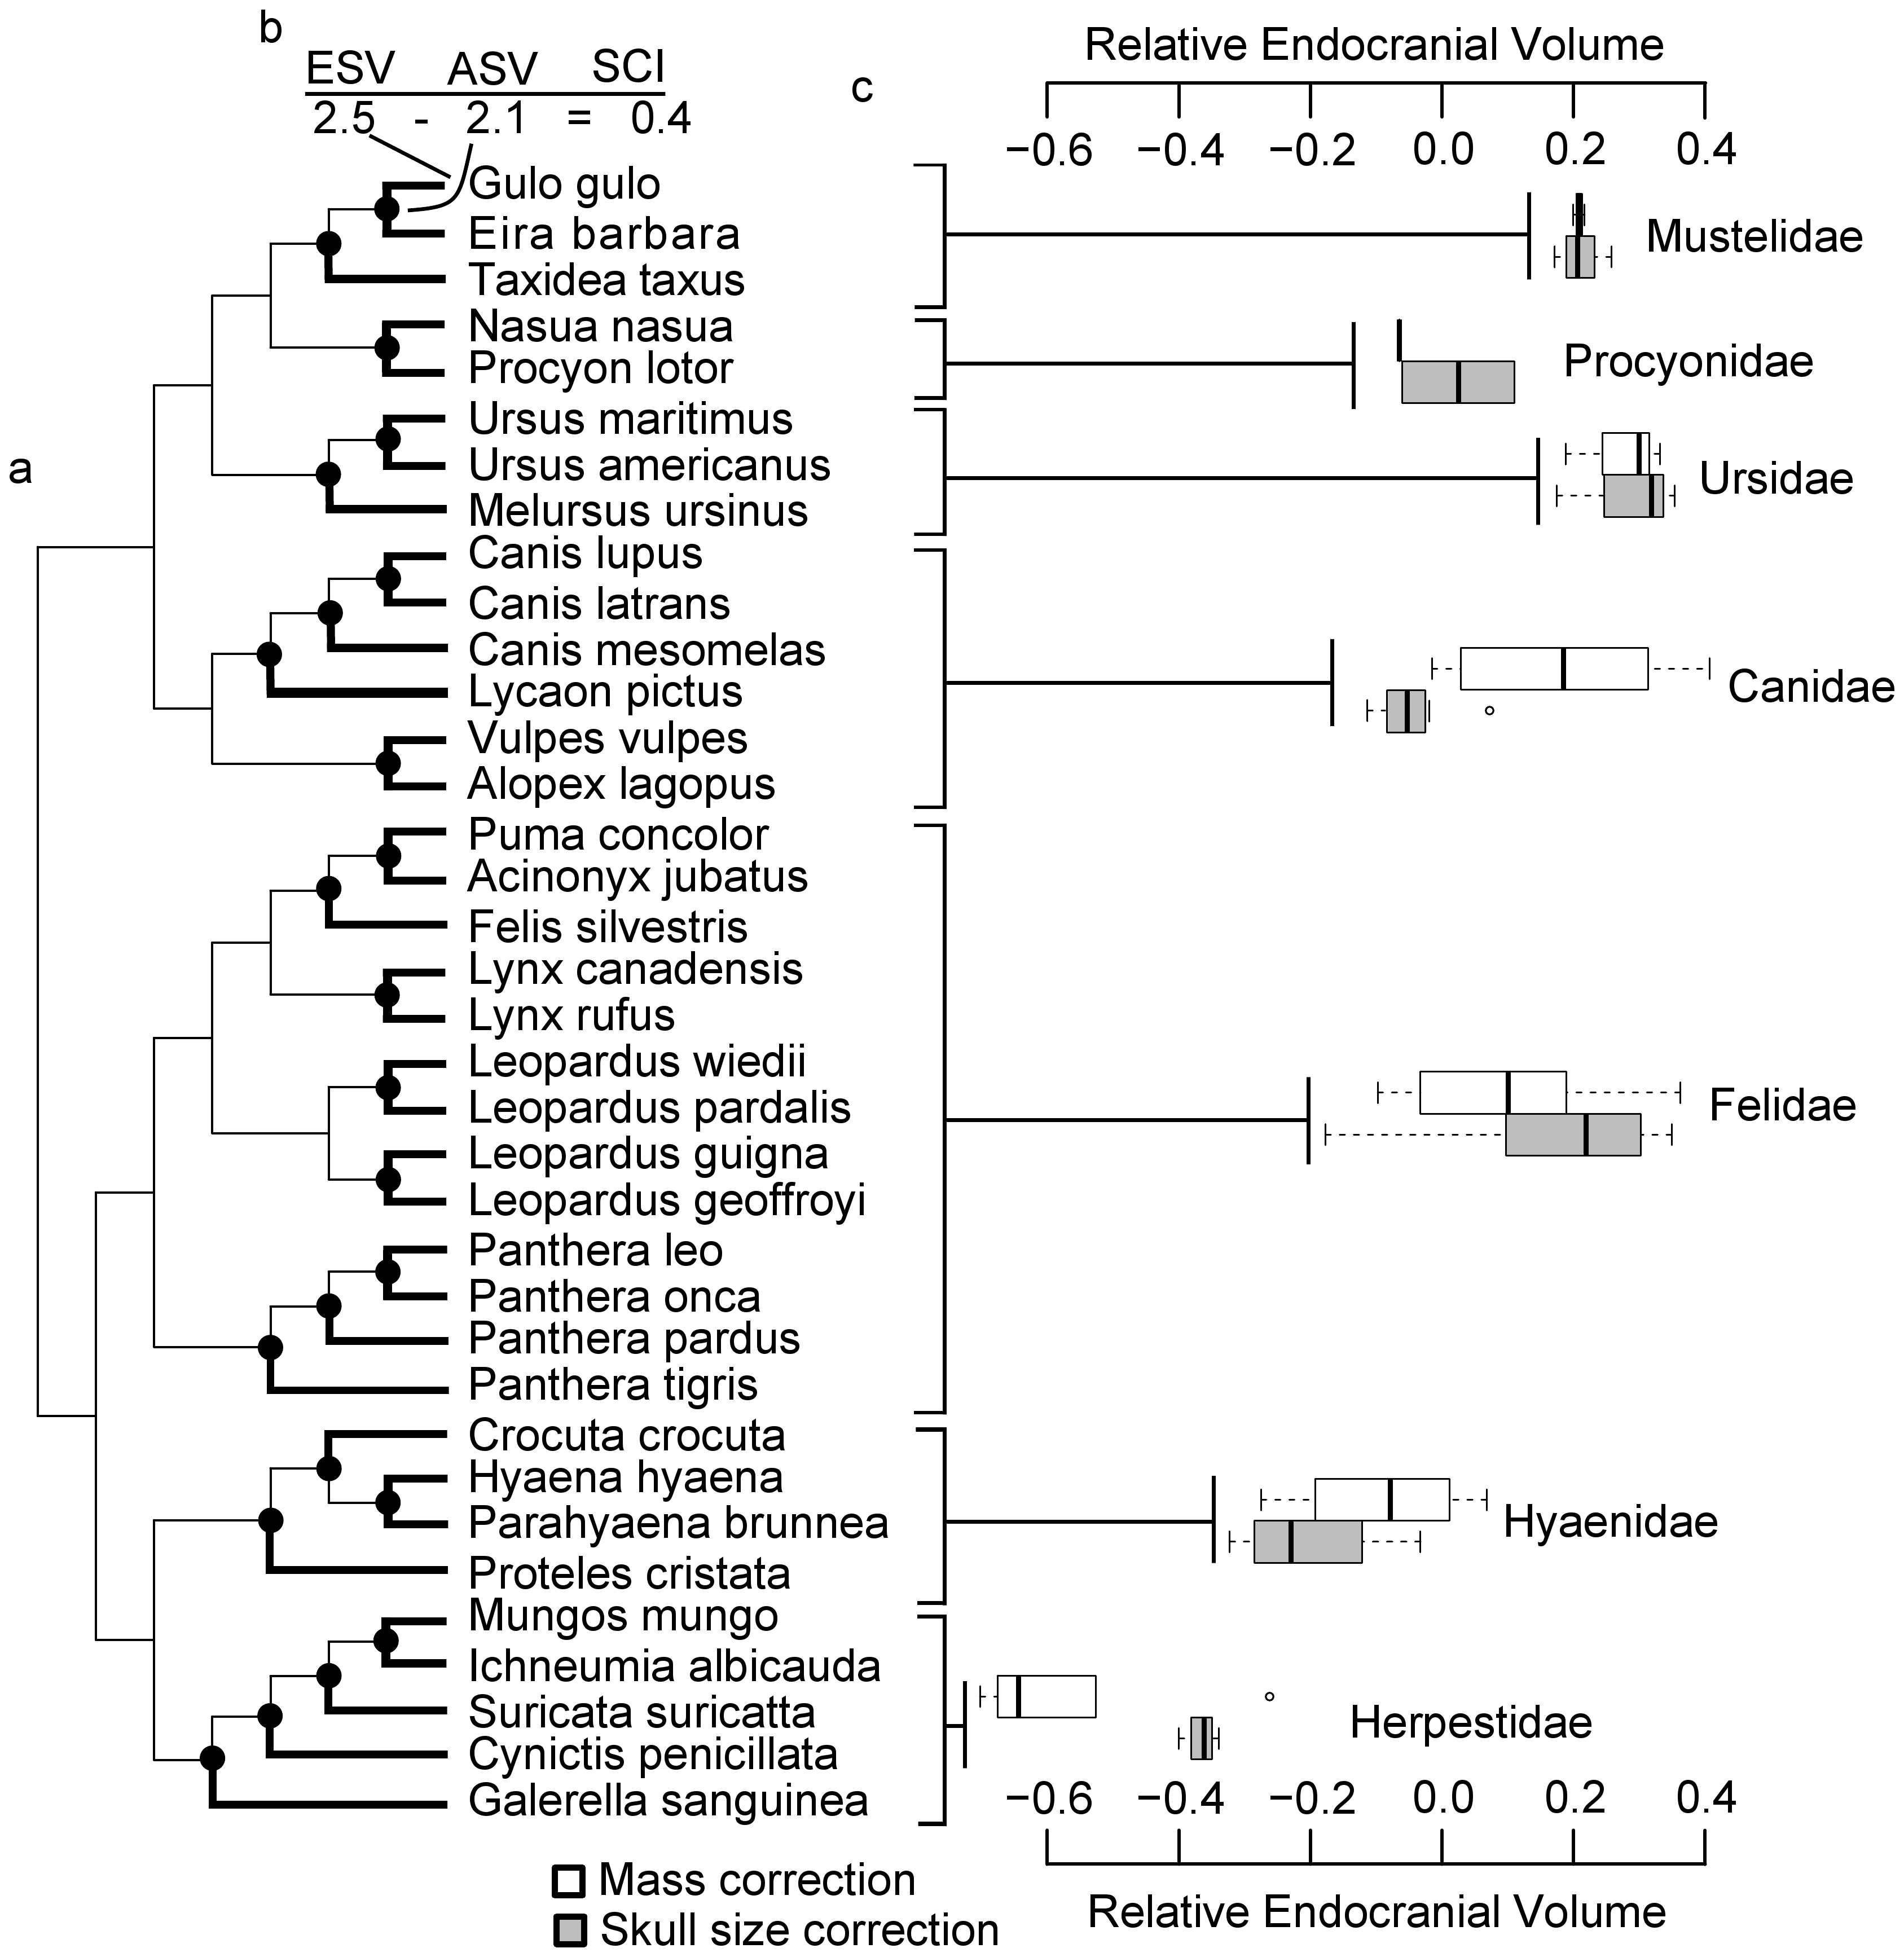 b
ESV ASV SCI
2.5 - 2.1 = 0.4
c
Relative Endocranial Volume
−0.6 −0.4 −0.2 0.0 0.2 0.4
a
Gulo gulo
Eira barbara
Taxidea taxus
Mustelidae
Nasua nasua
Procyon lotor
Procyonidae
Ursus maritimus
Ursus americanus
Melursus ursinus
Ursidae
Canis lupus
Canis latrans
Canis mesomelas
Lycaon pictus
Vulpes vulpes
Alopex lagopus
Canidae
Puma concolor
Acinonyx jubatus
Felis silvestris
Lynx canadensis
Lynx rufus
Leopardus wiedii
Leopardus pardalis
Leopardus guigna
Leopardus geoffroyi
Panthera leo
Panthera onca
Panthera pardus
Panthera tigris
Felidae
Crocuta crocuta
Hyaena hyaena
Parahyaena brunnea
Proteles cristata
Hyaenidae
Mungos mungo
Ichneumia albicauda
Suricata suricatta
Cynictis penicillata
Galerella sanguinea
Herpestidae
−0.6 −0.4 −0.2 0.0 0.2 0.4
Relative Endocranial Volume
Mass correction
Skull size correction